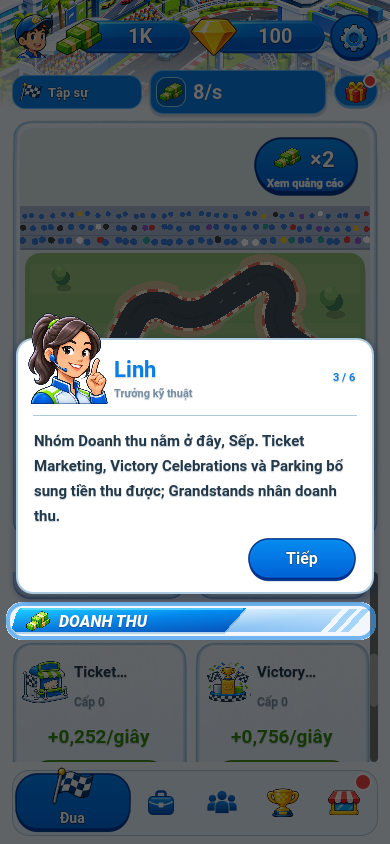 1K
100
Tập sự
8/s
×2
Xem quảng cáo
Linh
3 / 6
Trưởng kỹ thuật
Nhóm Doanh thu nằm ở đây, Sếp. Ticket
Marketing, Victory Celebrations và Parking bổ
sung tiền thu được; Grandstands nhân doanh
thu.
Tiếp
DOANH THU
Ticket...
Cấp 0
+0,252/giây
Victory...
Cấp 0
+0,756/giây
Đua